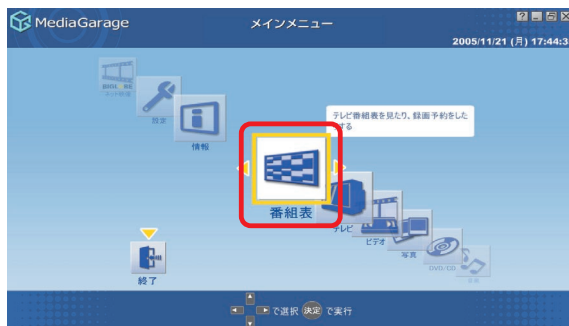 MediaGarage
メインメニュー
2005/11/21 (月) 17:44:3
テレビ番組表を見たり、録画予約をした
する
設定
情報
番組表
テレビ
ビデオ
写真
DVD/CD
音楽
終了
で選択 決定 で実行